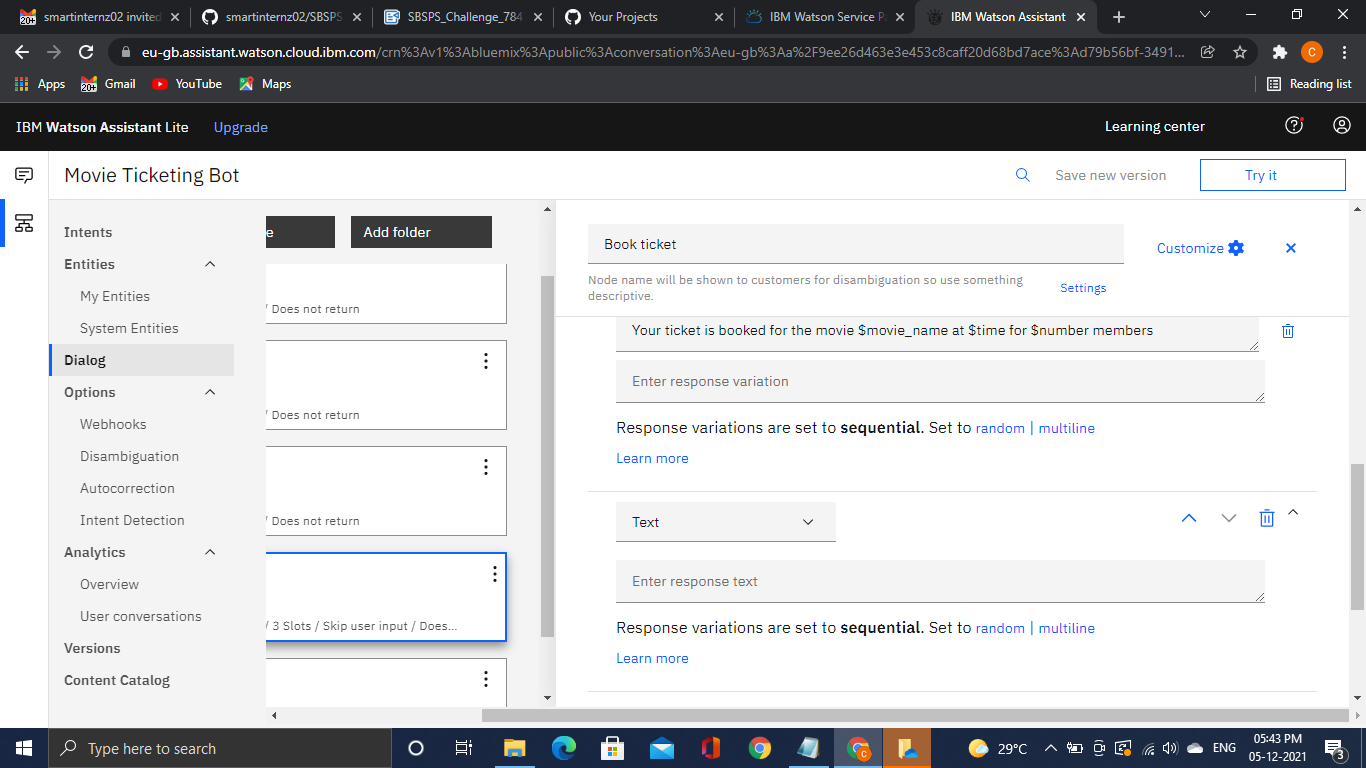 smartinternz02 invited
smartinternz02/SBSPS
SBSPS_Challenge_784
Your Projects
IBM Watson Service P
IBM Watson Assistant
eu-gb.assistant.watson.cloud.ibm.com/crn%3Av1%3Abluemix%3Apublic%3Aconversation%3Aeu-gb%3Aa%2F9ee26d463e3e453c8caff20d68bd7ace%3Ad79b56bf-3491...
C
Apps
20+
Gmail
YouTube
Maps
Reading list
IBM Watson Assistant Lite
Upgrade
Learning center
Movie Ticketing Bot
Save new version
Try it
Intents
Entities
My Entities
System Entities
Dialog
Options
Webhooks
Disambiguation
Autocorrection
Intent Detection
Analytics
Overview
User conversations
Versions
Content Catalog
e
Add folder
/ Does not return
/ Does not return
/ Does not return
/ 3 Slots / Skip user input / Does...
Book ticket
Customize
Node name will be shown to customers for disambiguation so use something
descriptive.
Settings
Your ticket is booked for the movie $movie_name at $time for $number members
Enter response variation
Response variations are set to sequential. Set to random | multiline
Learn more
Text
Enter response text
Response variations are set to sequential. Set to random | multiline
Learn more
Type here to search
29°C
ENG
05:43 PM
05-12-2021
3